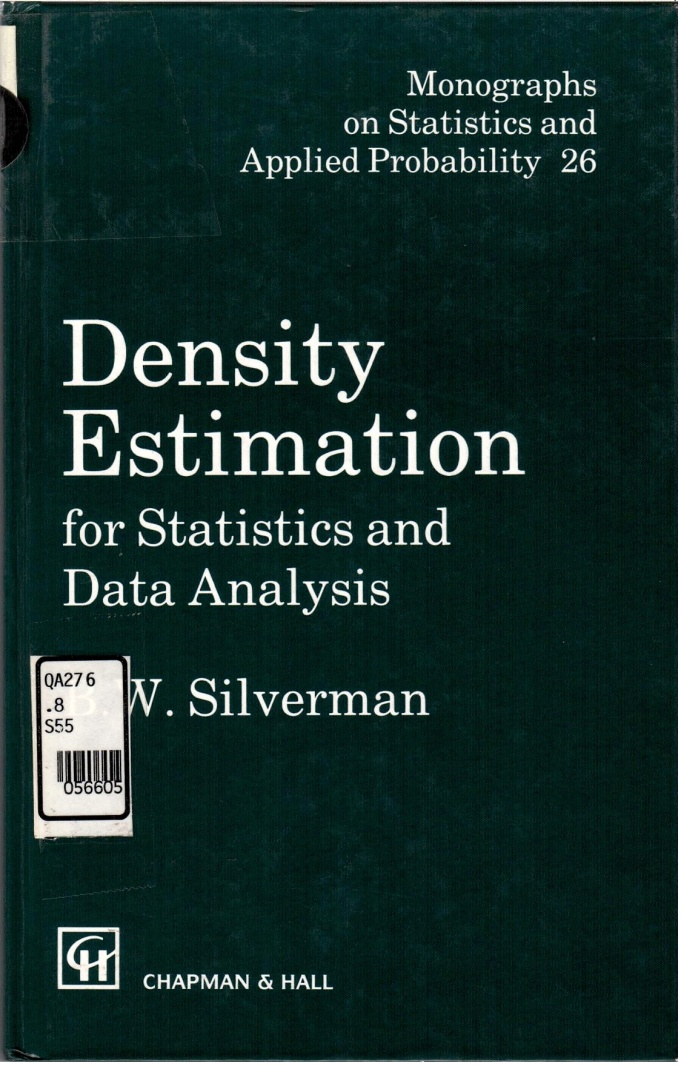 Monographs
on Statistics and
Applied Probability 26
Density
Estimation
for Statistics and
Data Analysis
B.W. Silverman
QA276
.8
S55
056605
CH
CHAPMAN & HALL